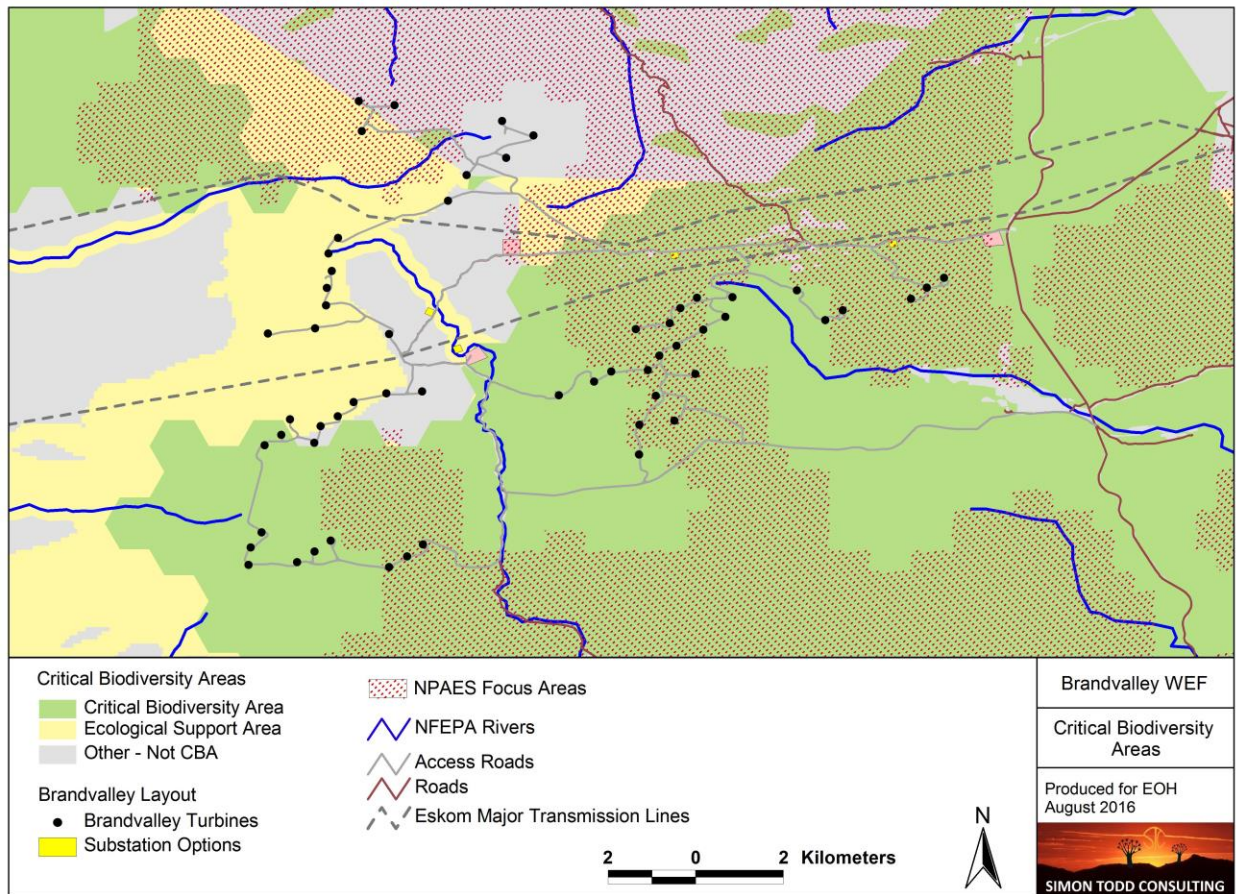 Critical Biodiversity Areas
Critical Biodiversity Area
Ecological Support Area
Other - Not CBA
Brandvalley Layout
Brandvalley Turbines
Substation Options
NPAES Focus Areas
NFEPA Rivers
Access Roads
Roads
Eskom Major Transmission Lines
2 0 2 Kilometers
N
Brandvalley WEF
Critical Biodiversity
Areas
Produced for EOH
August 2016
SIMON TODD CONSULTING